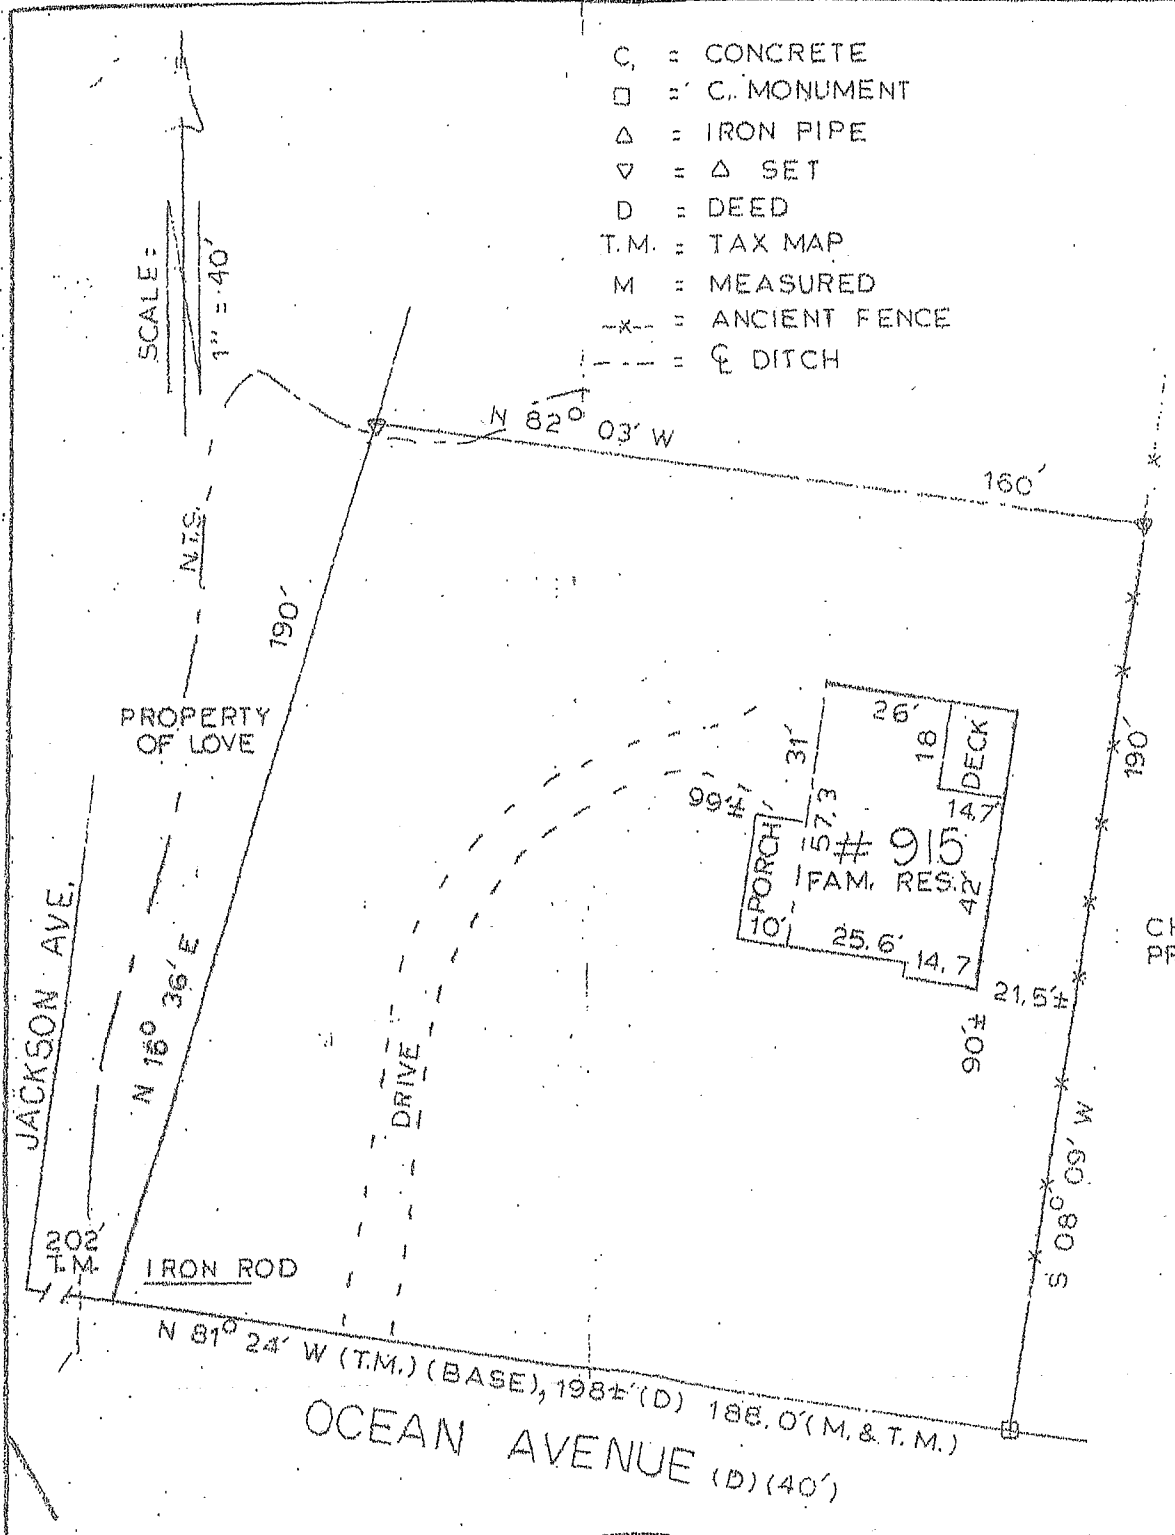 C, = CONCRETE
□ = C. MONUMENT
△ = IRON PIPE
▽ = △ SET
D = DEED
T.M. = TAX MAP
M = MEASURED
--x-- = ANCIENT FENCE
---- = ℄ DITCH
SCALE:
1" = 40'
N 82° 03' W
160'
N.T.S.
190'
PROPERTY
OF LOVE
26'
18
DECK
31'
190'
99'±
14.7
57.3
PORCH
# 915
FAM. RES.
42'
10'
25.6'
14.7
21.5'±
90'±
JACKSON AVE.
N 16° 36' E
DRIVE
S 08° 09' W
202'
T.M.
IRON ROD
N 81° 24' W (T.M.) (BASE), 198±'(D) 188.0'(M. & T.M.)
OCEAN AVENUE (D)(40')